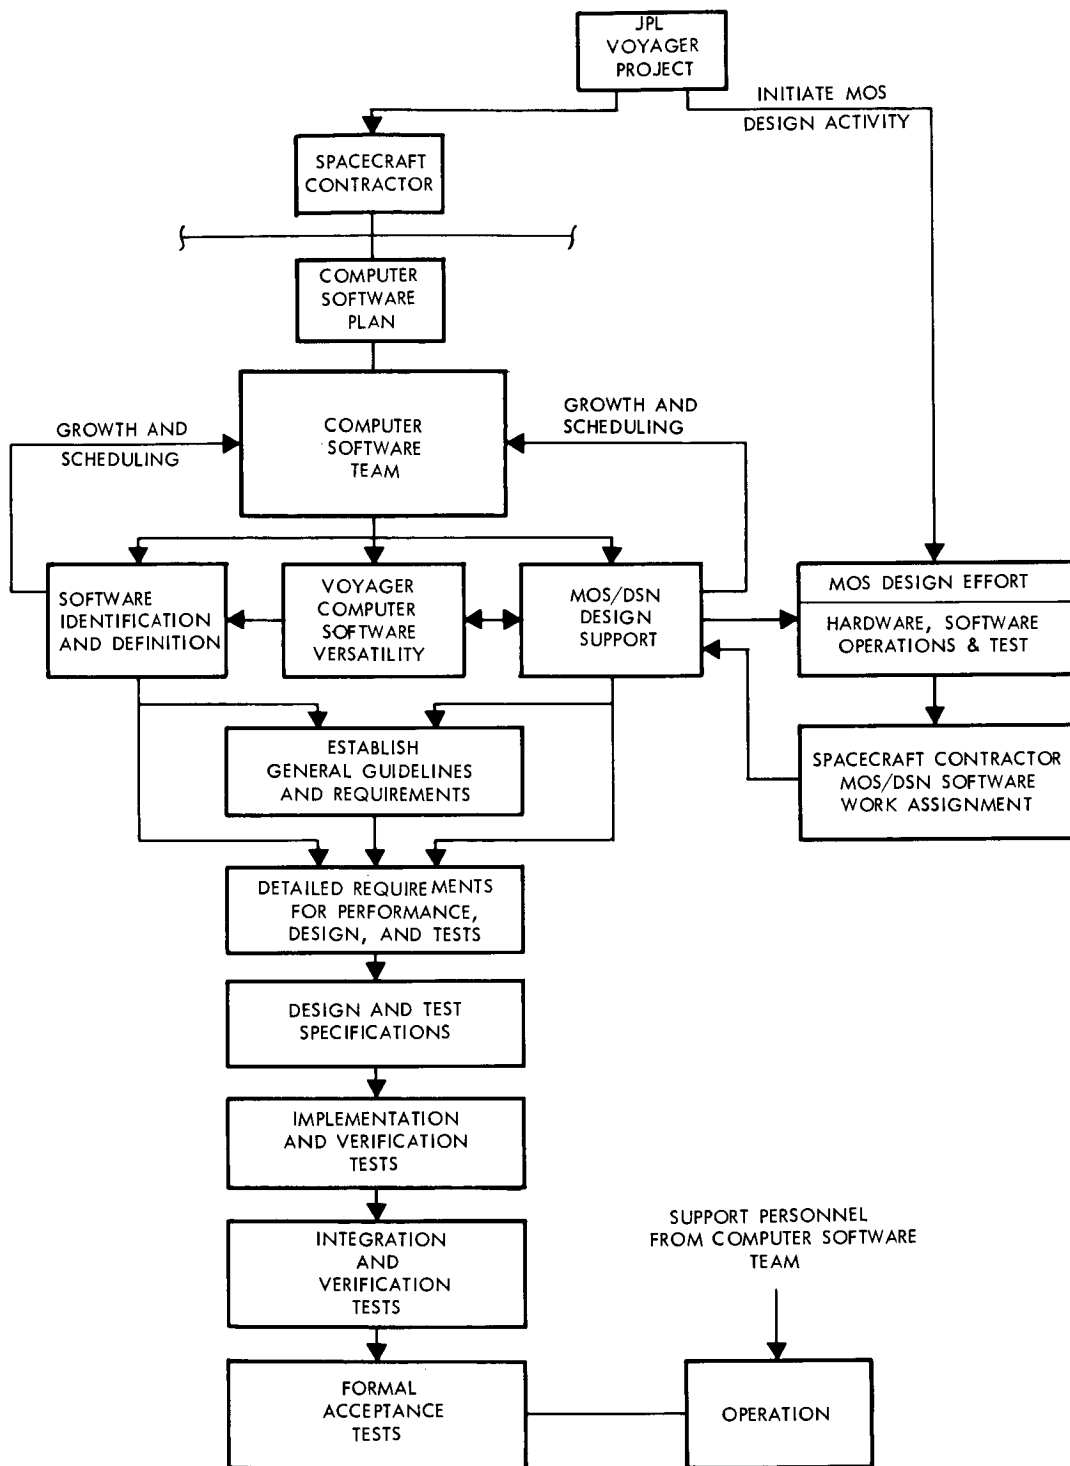 JPL
VOYAGER
PROJECT
INITIATE MOS
DESIGN ACTIVITY
SPACECRAFT
CONTRACTOR
COMPUTER
SOFTWARE
PLAN
COMPUTER
SOFTWARE
TEAM
GROWTH AND
SCHEDULING
GROWTH AND
SCHEDULING
SOFTWARE
IDENTIFICATION
AND DEFINITION
VOYAGER
COMPUTER
SOFTWARE
VERSATILITY
MOS/DSN
DESIGN
SUPPORT
MOS DESIGN EFFORT
HARDWARE, SOFTWARE
OPERATIONS & TEST
ESTABLISH
GENERAL GUIDELINES
AND REQUIREMENTS
SPACECRAFT CONTRACTOR
MOS/DSN SOFTWARE
WORK ASSIGNMENT
DETAILED REQUIREMENTS
FOR PERFORMANCE,
DESIGN, AND TESTS
DESIGN AND TEST
SPECIFICATIONS
IMPLEMENTATION
AND VERIFICATION
TESTS
INTEGRATION
AND
VERIFICATION
TESTS
SUPPORT PERSONNEL
FROM COMPUTER SOFTWARE
TEAM
FORMAL
ACCEPTANCE
TESTS
OPERATION